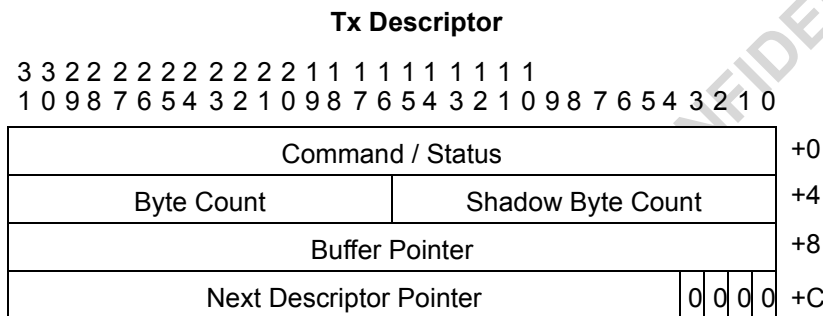 Tx Descriptor
3 3 2 2 2 2 2 2 2 2 2 2 1 1 1 1 1 1 1 1 1 1
1 0 9 8 7 6 5 4 3 2 1 0 9 8 7 6 5 4 3 2 1 0 9 8 7 6 5 4 3 2 1 0
Command / Status +0
Byte Count Shadow Byte Count +4
Buffer Pointer +8
Next Descriptor Pointer 0 0 0 0 +C